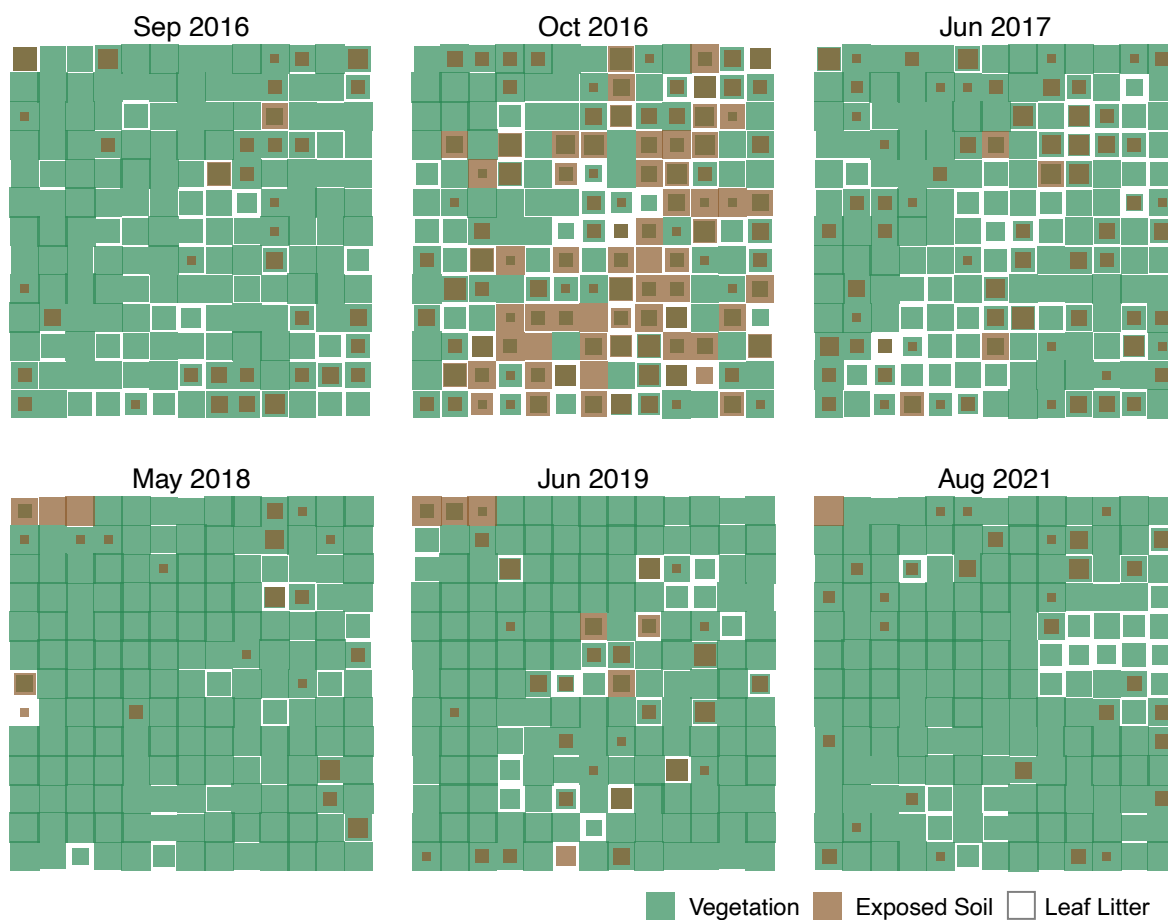 Sep 2016 Oct 2016 Jun 2017
May 2018 Jun 2019 Aug 2021
Vegetation Exposed Soil Leaf Litter